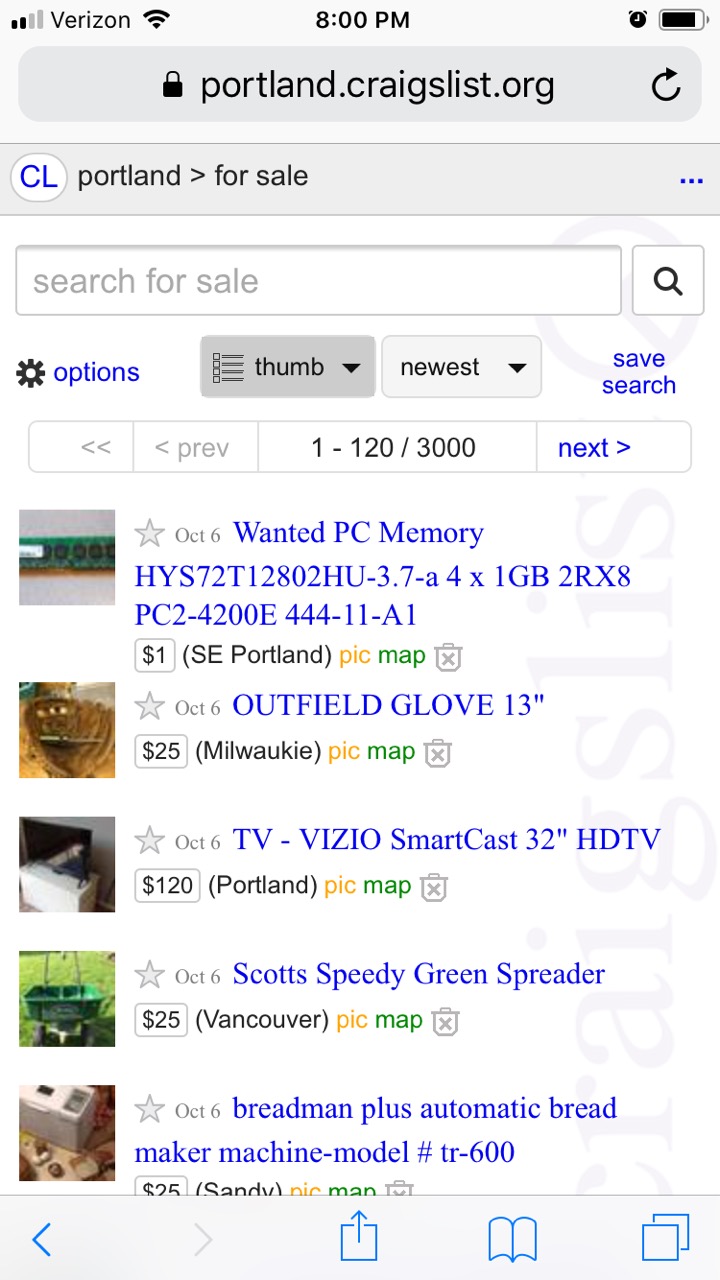 Verizon 8:00 PM
portland.craigslist.org
CL portland > for sale ...
search for sale
options thumb newest save search
<< < prev 1 - 120 / 3000 next >
Oct 6 Wanted PC Memory
HYS72T12802HU-3.7-a 4 x 1GB 2RX8
PC2-4200E 444-11-A1
$1 (SE Portland) pic map
Oct 6 OUTFIELD GLOVE 13"
$25 (Milwaukie) pic map
Oct 6 TV - VIZIO SmartCast 32" HDTV
$120 (Portland) pic map
Oct 6 Scotts Speedy Green Spreader
$25 (Vancouver) pic map
Oct 6 breadman plus automatic bread
maker machine-model # tr-600
$25 (Sandy) pic map
craigslist